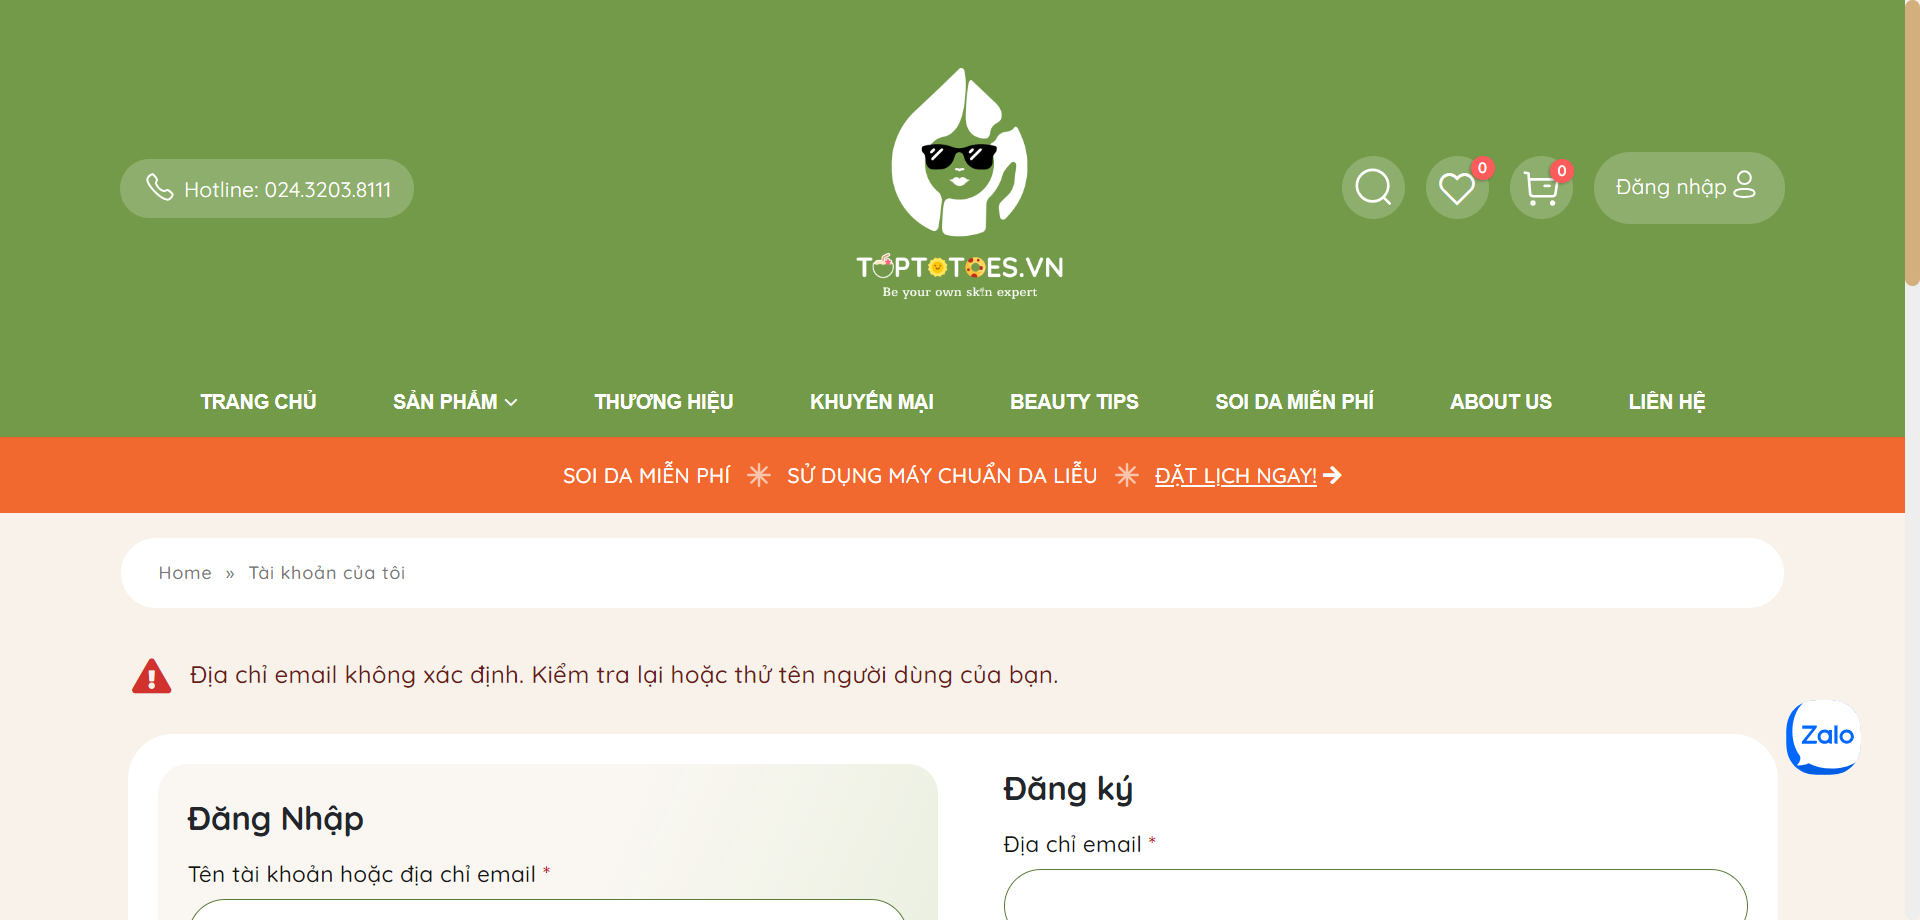 Hotline: 024.3203.8111
TOPTOTOES.VN
Be your own skin expert
0
0
Đăng nhập
TRANG CHỦ
SẢN PHẨM
THƯƠNG HIỆU
KHUYẾN MẠI
BEAUTY TIPS
SOI DA MIỄN PHÍ
ABOUT US
LIÊN HỆ
SOI DA MIỄN PHÍ
SỬ DỤNG MÁY CHUẨN DA LIỄU
ĐẶT LỊCH NGAY!
Home » Tài khoản của tôi
Địa chỉ email không xác định. Kiểm tra lại hoặc thử tên người dùng của bạn.
Zalo
Đăng Nhập
Tên tài khoản hoặc địa chỉ email *
Đăng ký
Địa chỉ email *